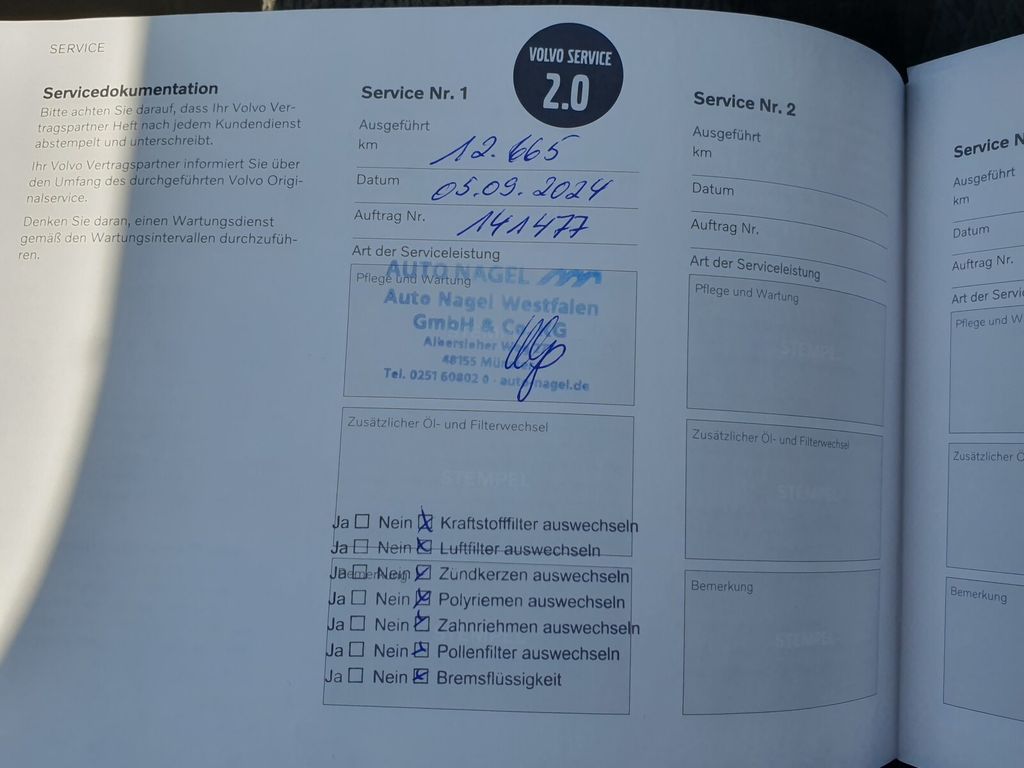 SERVICE
Servicedokumentation
Bitte achten Sie darauf, dass Ihr Volvo Ver-
tragspartner Heft nach jedem Kundendienst
abstempelt und unterschreibt.
Ihr Volvo Vertragspartner informiert Sie über
den Umfang des durchgeführten Volvo Origi-
nalservice.
Denken Sie daran, einen Wartungsdienst
gemäß den Wartungsintervallen durchzufüh-
ren.
VOLVO SERVICE
2.0
Service Nr. 1
Ausgeführt
km 12.665
Datum 05.09.2024
Auftrag Nr. 141477
Art der Serviceleistung
Pflege und Wartung
AUTO NAGEL
Auto Nagel Westfalen
GmbH & Co. KG
48155
Tel. 0251 60802 0 - auto-nagel.de
Zusätzlicher Öl- und Filterwechsel
STEMPEL
Ja Nein Kraftstofffilter auswechseln
Ja Nein Luftfilter auswechseln
Bemerkung
Ja Nein Zündkerzen auswechseln
Ja Nein Polyriemen auswechseln
Ja Nein Zahnriehmen auswechseln
Ja Nein Pollenfilter auswechseln
Ja Nein Bremsflüssigkeit
Service Nr. 2
Ausgeführt
km
Datum
Auftrag Nr.
Art der Serviceleistung
Pflege und Wartung
STEMPEL
Zusätzlicher Öl- und Filterwechsel
STEMPEL
Bemerkung
STEMPEL
Service N
Ausgeführt
km
Datum
Auftrag Nr.
Art der Servic
Pflege und W
Zusätzlicher Ö
Bemerkung